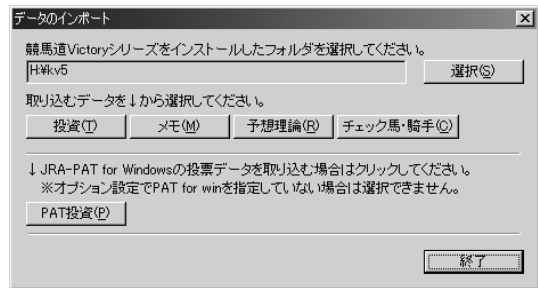 データのインポート
競馬道Victoryシリーズをインストールしたフォルダを選択してください。
H:¥kv5 選択(S)
取り込むデータを↓から選択してください。
投資(T) メモ(M) 予想理論(R) チェック馬・騎手(C)
↓JRA-PAT for Windowsの投票データを取り込む場合はクリックしてください。
※オプション設定でPAT for winを指定していない場合は選択できません。
PAT投資(P)
終了